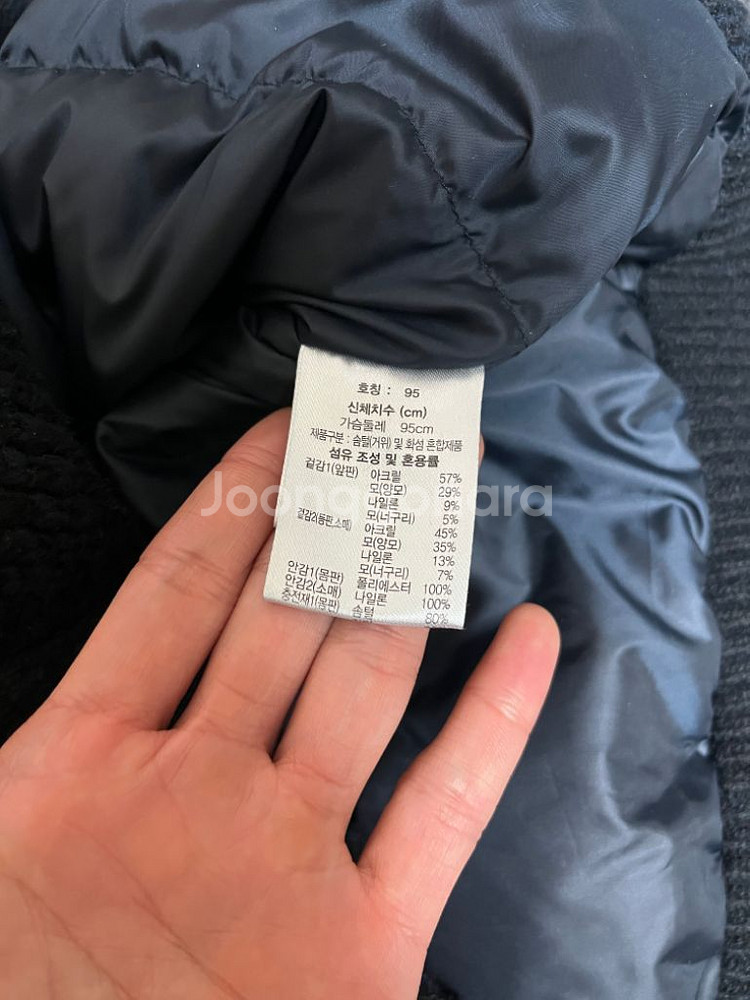 호칭 : 95
신체치수 (cm)
가슴둘레 95cm
제품구분 : 솜털(거위) 및 화섬 혼합제품
섬유 조성 및 혼용률
겉감1(앞판) 아크릴 57%
모(양모) 29%
나일론 9%
모(너구리) 5%
겉감2(몸판,소매) 아크릴 45%
모(양모) 35%
나일론 13%
모(너구리) 7%
안감1(몸판) 폴리에스터 100%
안감2(소매) 나일론 100%
충전재1(몸판) 솜털 80%